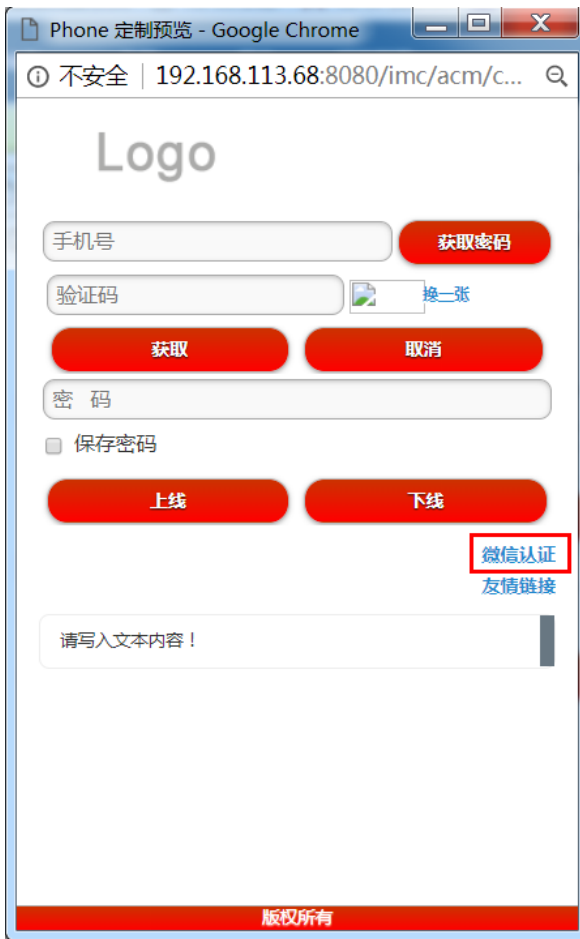 Phone 定制预览 - Google Chrome
不安全 | 192.168.113.68:8080/imc/acm/c...
Logo
手机号 获取密码
验证码 换一张
获取 取消
密 码
保存密码
上线 下线
微信认证
友情链接
请写入文本内容！
版权所有